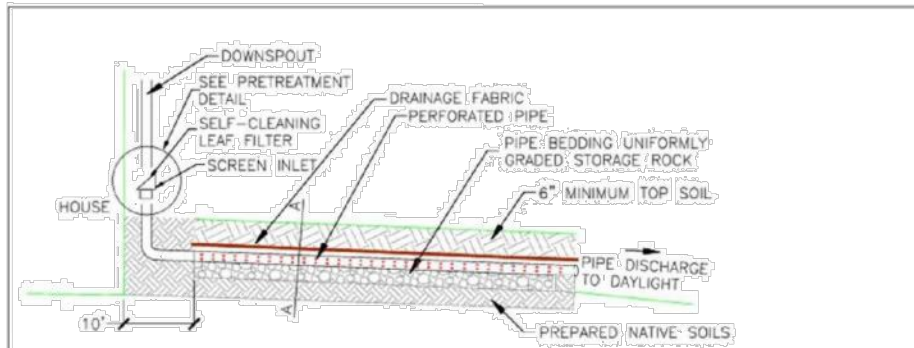 DOWNSPOUT
SEE PRETREATMENT
DETAIL
SELF-CLEANING
LEAF FILTER
SCREEN INLET
HOUSE
DRAINAGE FABRIC
PERFORATED PIPE
PIPE BEDDING UNIFORMLY
GRADED STORAGE ROCK
6" MINIMUM TOP SOIL
PIPE DISCHARGE
TO DAYLIGHT
PREPARED NATIVE SOILS
10'
A
A